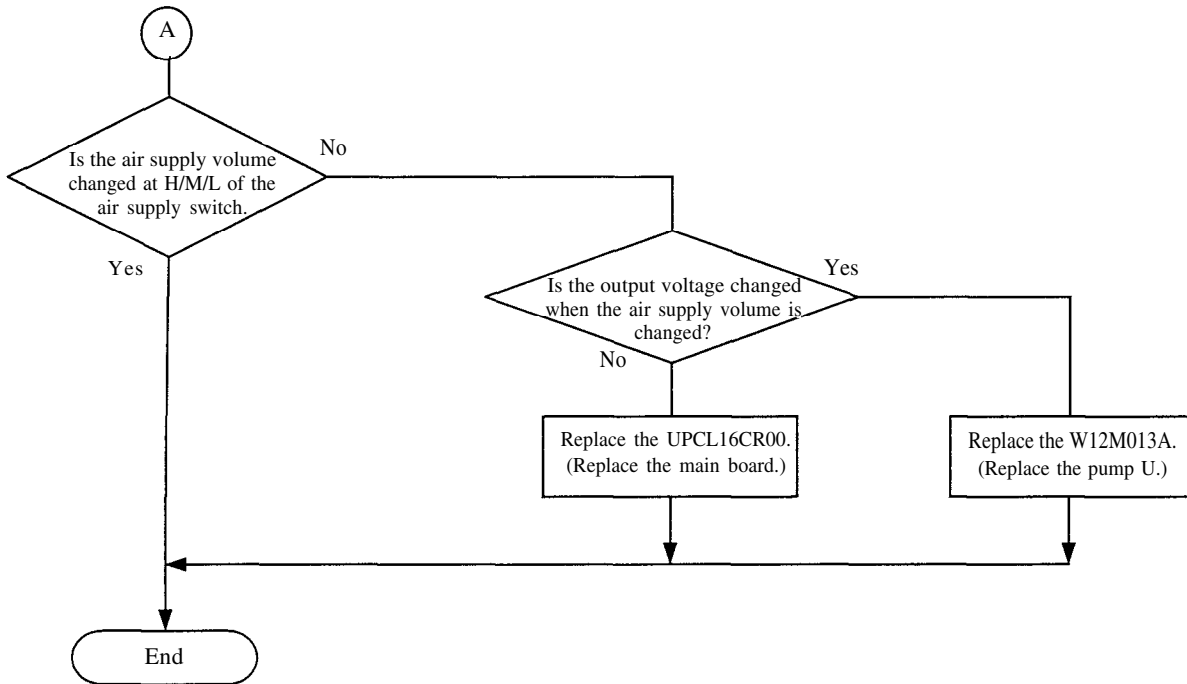 A
Is the air supply volume
changed at H/M/L of the
air supply switch.
No
Yes
Is the output voltage changed
when the air supply volume is
changed?
Yes
No
Replace the UPCL16CR00.
(Replace the main board.)
Replace the W12M013A.
(Replace the pump U.)
End